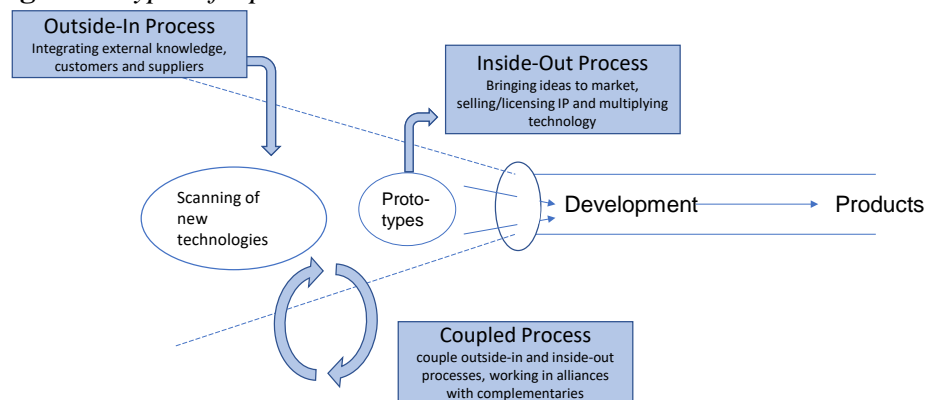 Outside-In Process
Integrating external knowledge,
customers and suppliers
Inside-Out Process
Bringing ideas to market,
selling/licensing IP and multiplying
technology
Scanning of
new
technologies
Proto-
types
Development
Products
Coupled Process
couple outside-in and inside-out
processes, working in alliances
with complementaries